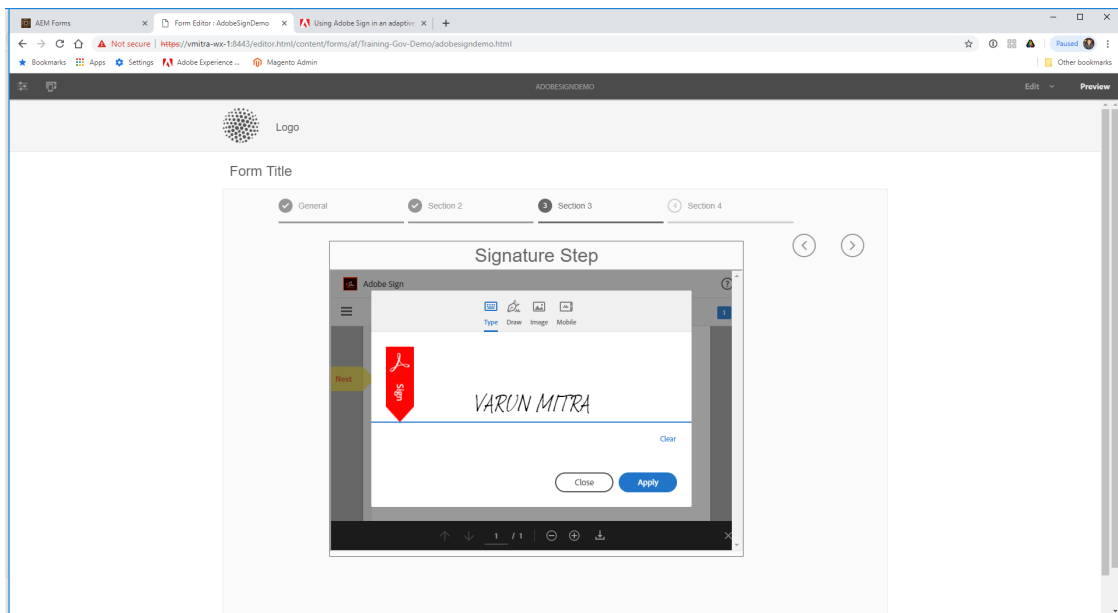 AEM Forms
Form Editor : AdobeSignDemo
Using Adobe Sign in an adaptive
Not secure | https://vmitra-wx-1:8443/editor.html/content/forms/af/Training-Gov-Demo/adobesigndemo.html
Paused
Bookmarks Apps Settings Adobe Experience ... Magento Admin Other bookmarks
ADOBESIGNDEMO Edit Preview
Logo
Form Title
General Section 2 3 Section 3 4 Section 4
Signature Step
Adobe Sign
Type Draw Image Mobile
1
Next
Sign
VARUN MITRA
Clear
Close Apply
1 / 1